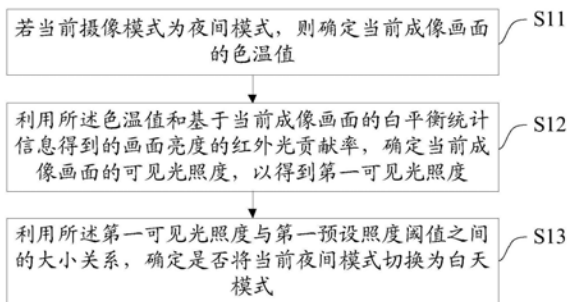 若当前摄像模式为夜间模式，则确定当前成像画面
的色温值
S11
利用所述色温值和基于当前成像画面的白平衡统计
信息得到的画面亮度的红外光贡献率，确定当前成
像画面的可见光照度，以得到第一可见光照度
S12
利用所述第一可见光照度与第一预设照度阈值之间
的大小关系，确定是否将当前夜间模式切换为白天
模式
S13